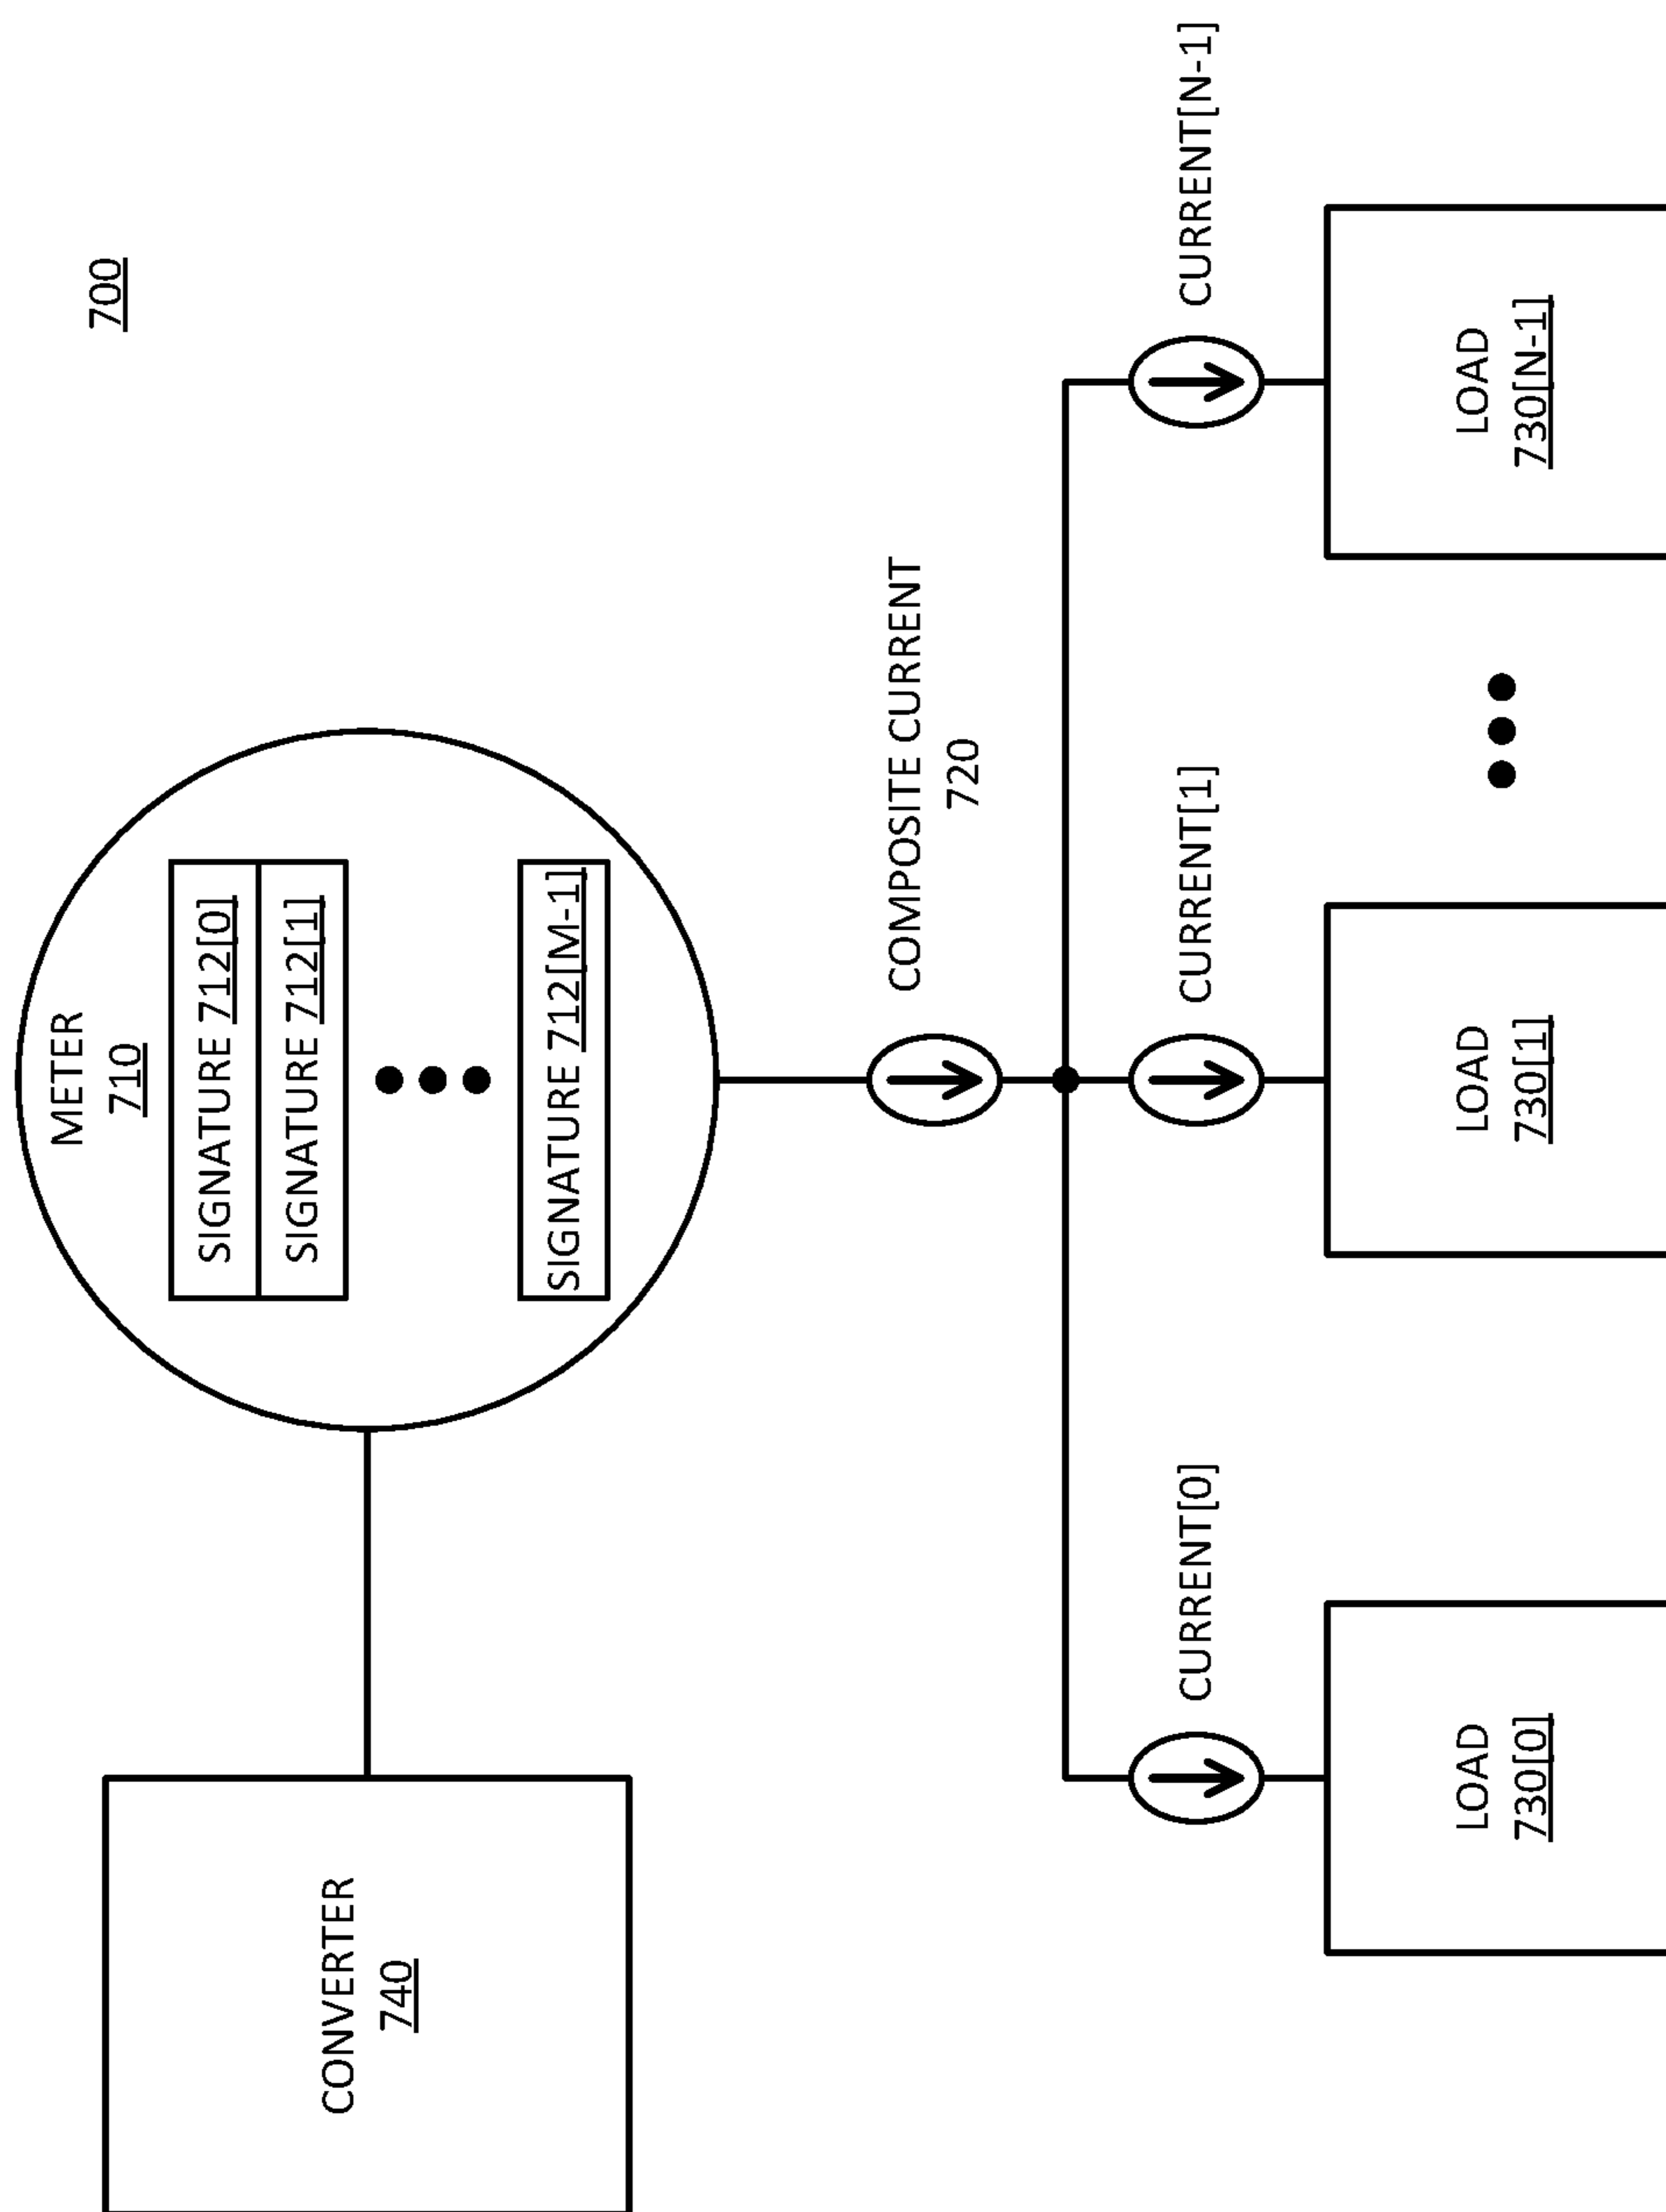 700
METER
710
SIGNATURE 712[0]
SIGNATURE 712[1]
SIGNATURE 712[M-1]
CONVERTER
740
COMPOSITE CURRENT
720
CURRENT[0]
CURRENT[1]
CURRENT[N-1]
LOAD
730[0]
LOAD
730[1]
LOAD
730[N-1]